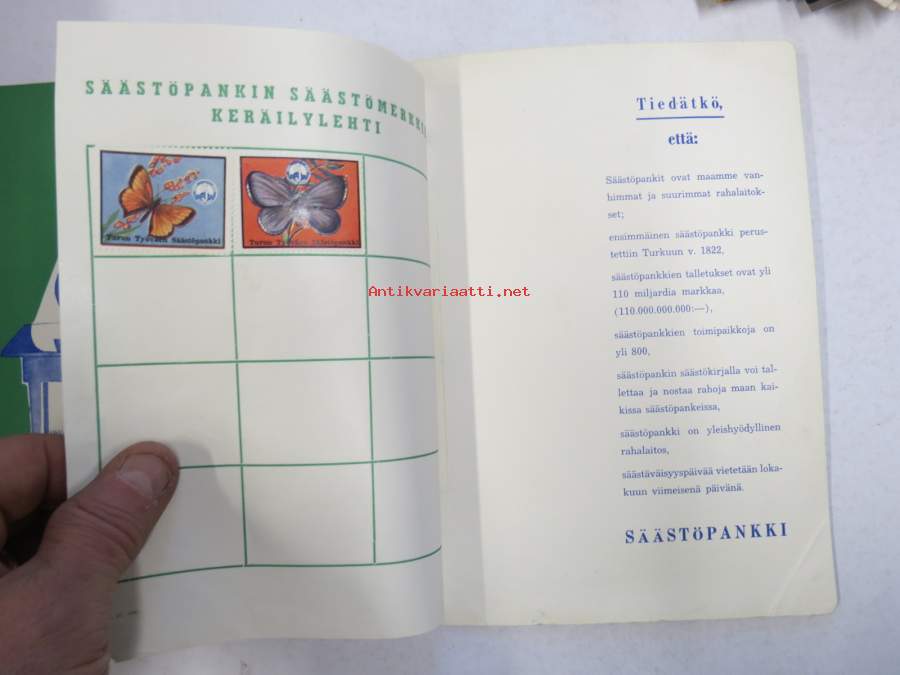 SÄÄSTÖPANKIN SÄÄSTÖMERKKI
KERÄILYLEHTI
Turun Työväen Säästöpankki
Turun Työväen Säästöpankki
Antikvariaatti.net
Tiedätkö,
että:
Säästöpankit ovat maamme van-
himmat ja suurimmat rahalaitok-
set;
ensimmäinen säästöpankki perus-
tettiin Turkuun v. 1822,
säästöpankkien talletukset ovat yli
110 miljardia markkaa,
(110.000.000.000:—),
säästöpankkien toimipaikkoja on
yli 800,
säästöpankin säästökirjalla voi tal-
lettaa ja nostaa rahoja maan kai-
kissa säästöpankeissa,
säästöpankki on yleishyödyllinen
rahalaitos,
säästäväisyyspäivää vietetään loka-
kuun viimeisenä päivänä.
SÄÄSTÖPANKKI